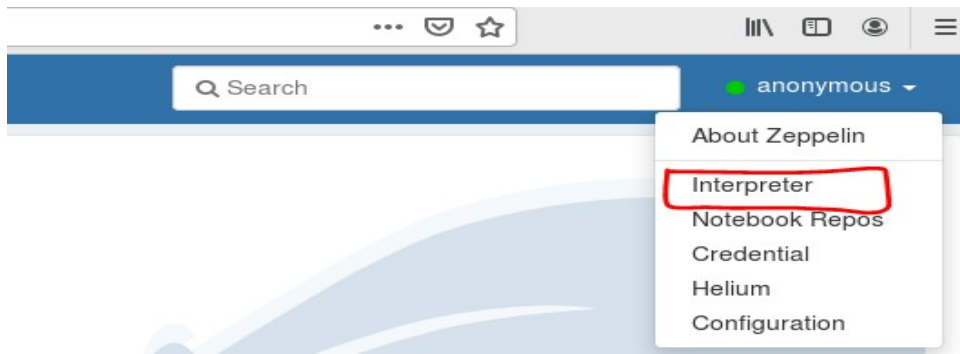 Search
anonymous
About Zeppelin
Interpreter
Notebook Repos
Credential
Helium
Configuration